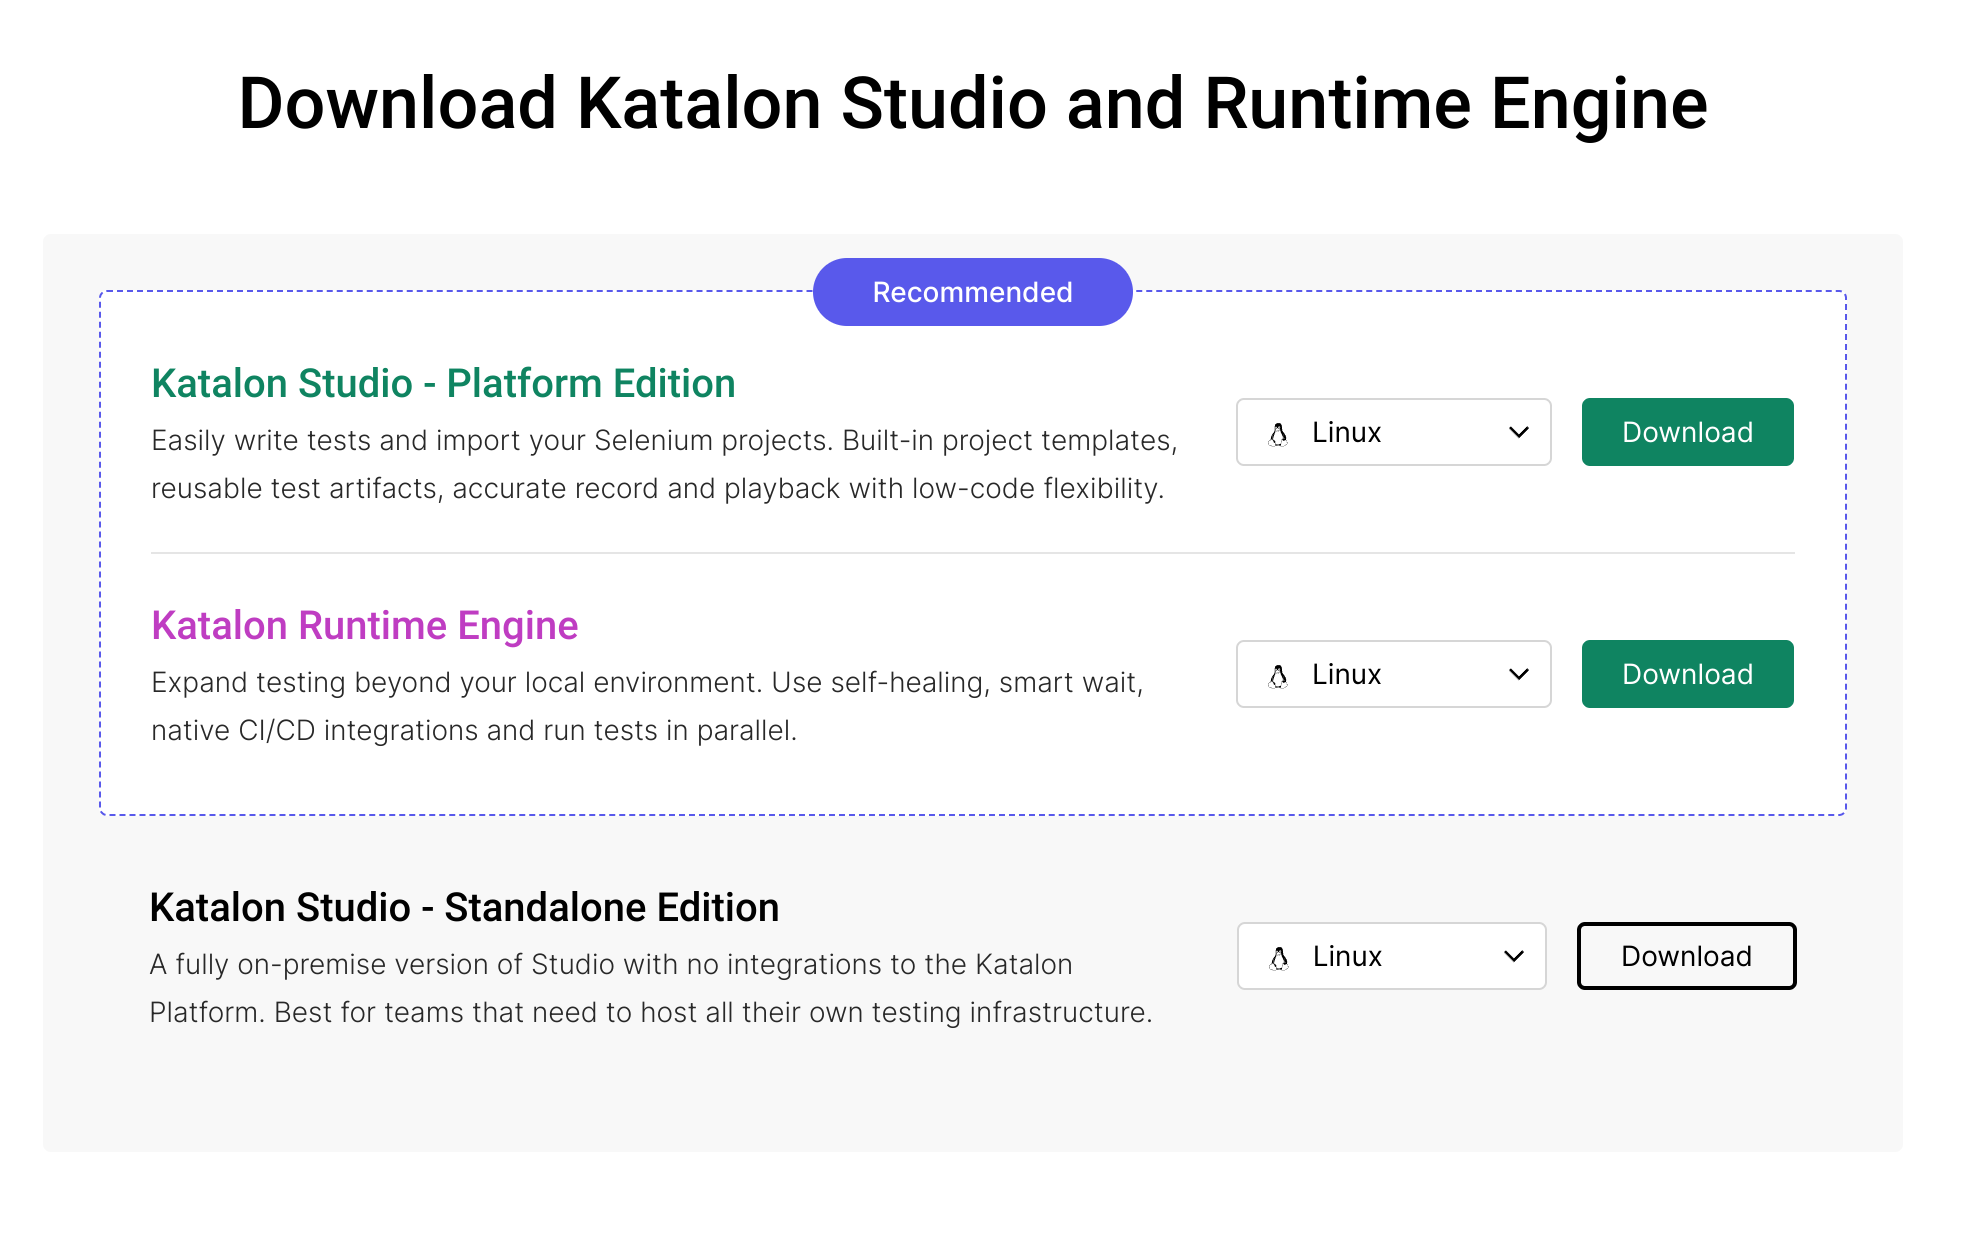 Download Katalon Studio and Runtime Engine
Recommended
Katalon Studio - Platform Edition
Easily write tests and import your Selenium projects. Built-in project templates,
reusable test artifacts, accurate record and playback with low-code flexibility.
Linux
Download
Katalon Runtime Engine
Expand testing beyond your local environment. Use self-healing, smart wait,
native CI/CD integrations and run tests in parallel.
Linux
Download
Katalon Studio - Standalone Edition
A fully on-premise version of Studio with no integrations to the Katalon
Platform. Best for teams that need to host all their own testing infrastructure.
Linux
Download